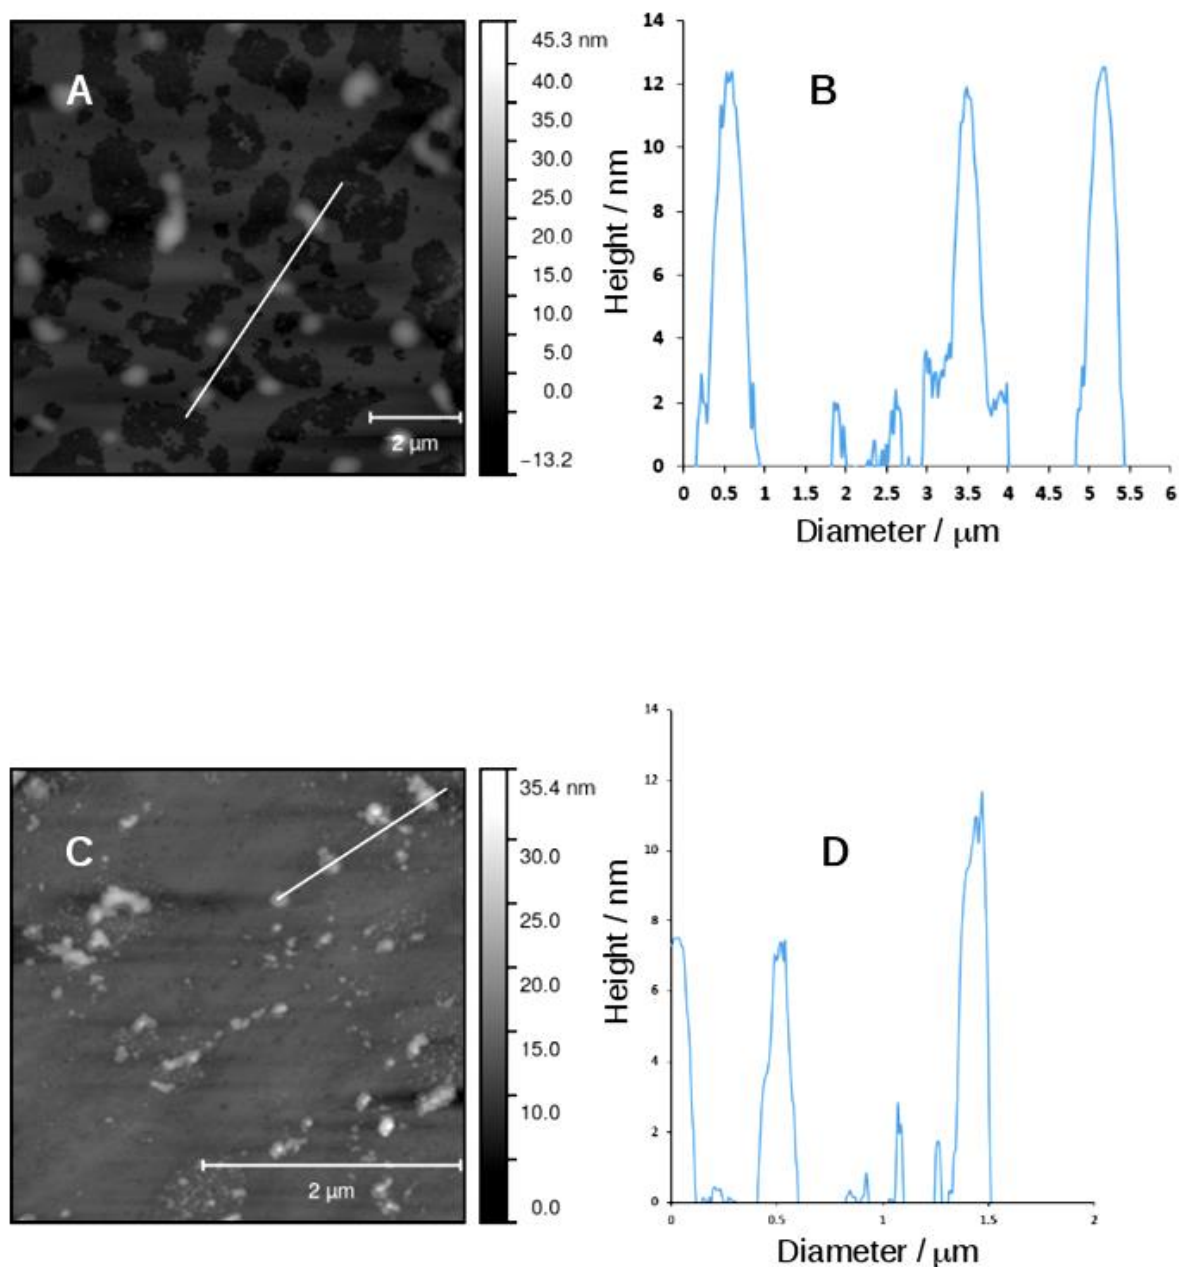 A
45.3 nm
40.0
35.0
30.0
25.0
20.0
15.0
10.0
5.0
0.0
−13.2
2 µm
B
14
12
10
8
6
4
2
0
Height / nm
0 0.5 1 1.5 2 2.5 3 3.5 4 4.5 5 5.5 6
Diameter / µm
C
35.4 nm
30.0
25.0
20.0
15.0
10.0
0.0
2 µm
D
14
12
10
8
6
4
2
0
Height / nm
0 0.5 1 1.5 2
Diameter / µm